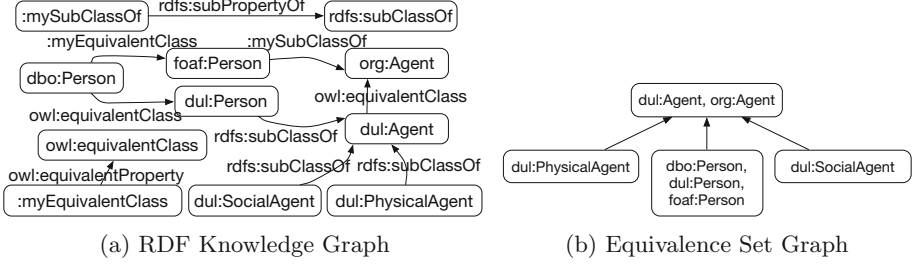 :mySubClassOf rdfs:subPropertyOf rdfs:subClassOf
:myEquivalentClass :mySubClassOf
dbo:Person foaf:Person org:Agent
dul:Person owl:equivalentClass
owl:equivalentClass rdfs:subClassOf dul:Agent
owl:equivalentClass rdfs:subClassOf rdfs:subClassOf
owl:equivalentProperty
:myEquivalentClass dul:SocialAgent dul:PhysicalAgent
(a) RDF Knowledge Graph
dul:Agent, org:Agent
dul:PhysicalAgent
dbo:Person,
dul:Person,
foaf:Person
dul:SocialAgent
(b) Equivalence Set Graph